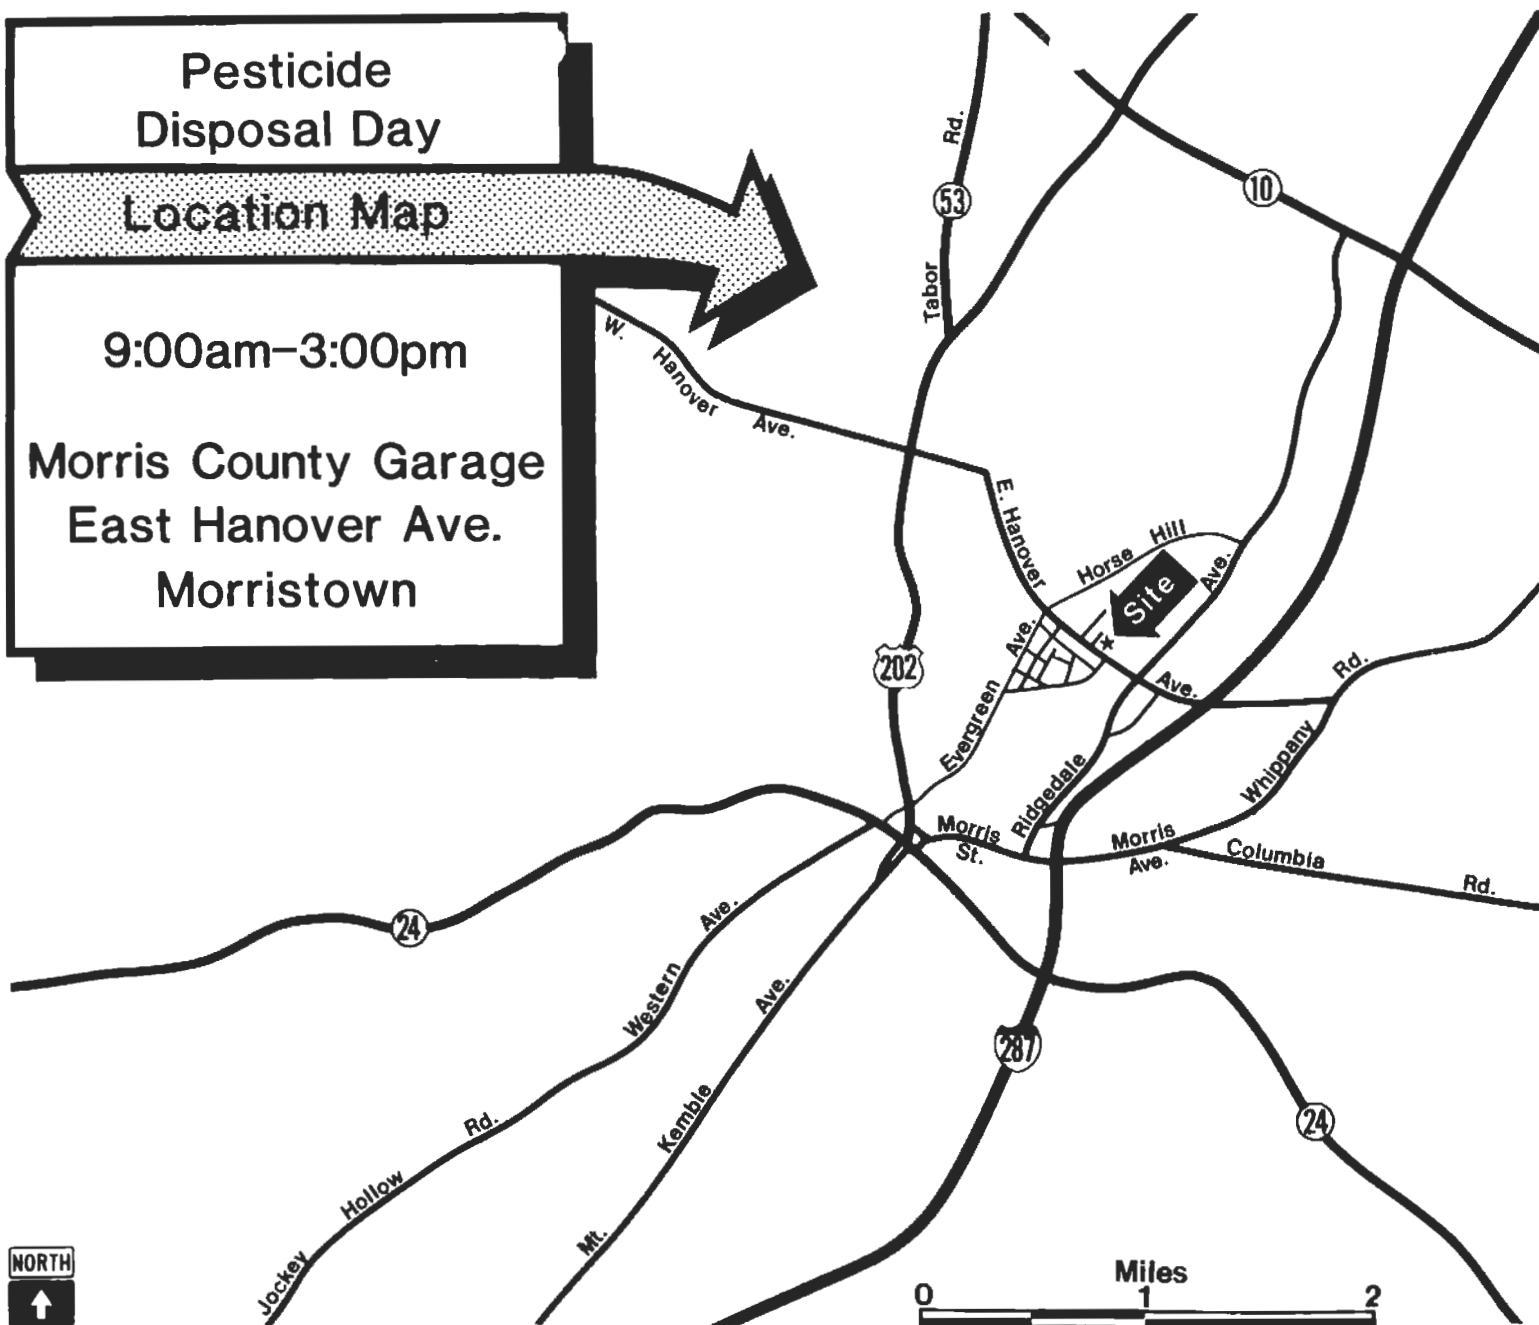 Pesticide
Disposal Day
Location Map
9:00am-3:00pm
Morris County Garage
East Hanover Ave.
Morristown
Tabor Rd.
53
10
W. Hanover Ave.
E. Hanover Ave.
Horse Hill
Site
Ave.
Ridgedale
Evergreen Ave.
202
Whippany Rd.
Morris St.
Morris Ave.
Columbia Rd.
24
Western Ave.
Mt. Kemble Ave.
Jockey Hollow Rd.
287
24
NORTH
Miles
0 1 2